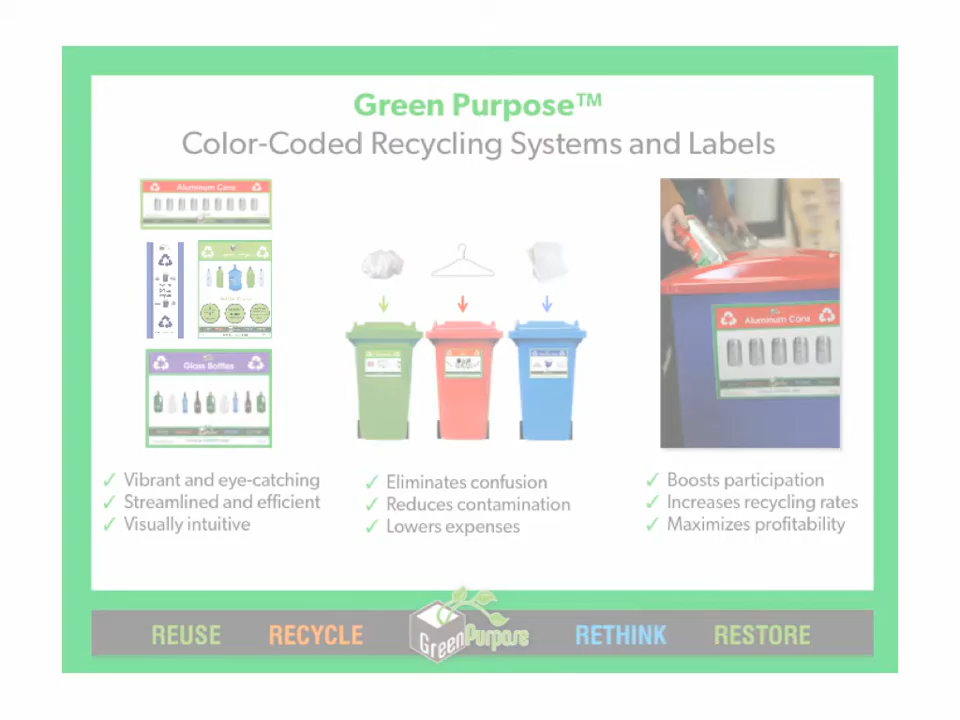 Green Purpose™
Color-Coded Recycling Systems and Labels
Aluminum Cans
Glass Bottles
Aluminum Cans
✓ Vibrant and eye-catching
✓ Streamlined and efficient
✓ Visually intuitive
✓ Eliminates confusion
✓ Reduces contamination
✓ Lowers expenses
✓ Boosts participation
✓ Increases recycling rates
✓ Maximizes profitability
REUSE RECYCLE GreenPurpose RETHINK RESTORE